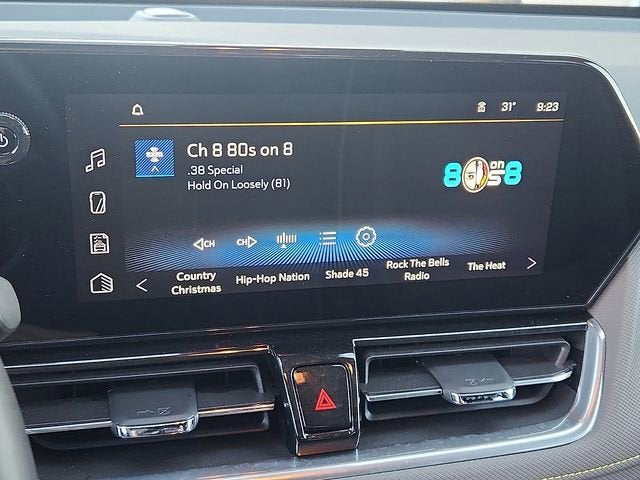 31°
9:23
Ch 8 80s on 8
.38 Special
Hold On Loosely (81)
80s on 8
CH
CH
Country
Christmas
Hip-Hop Nation
Shade 45
Rock The Bells
Radio
The Heat